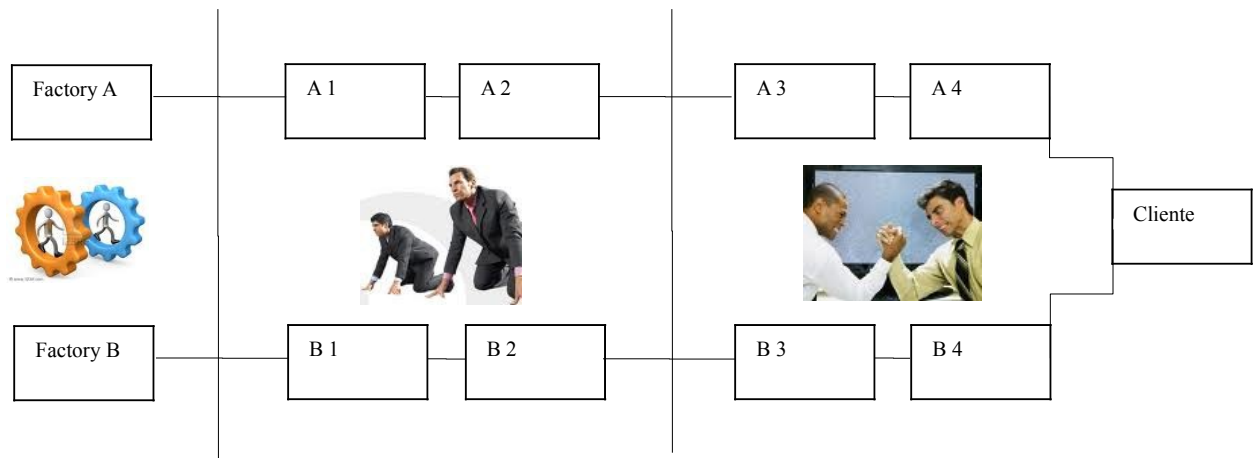 Factory A
A 1
A 2
A 3
A 4
Cliente
Factory B
B 1
B 2
B 3
B 4